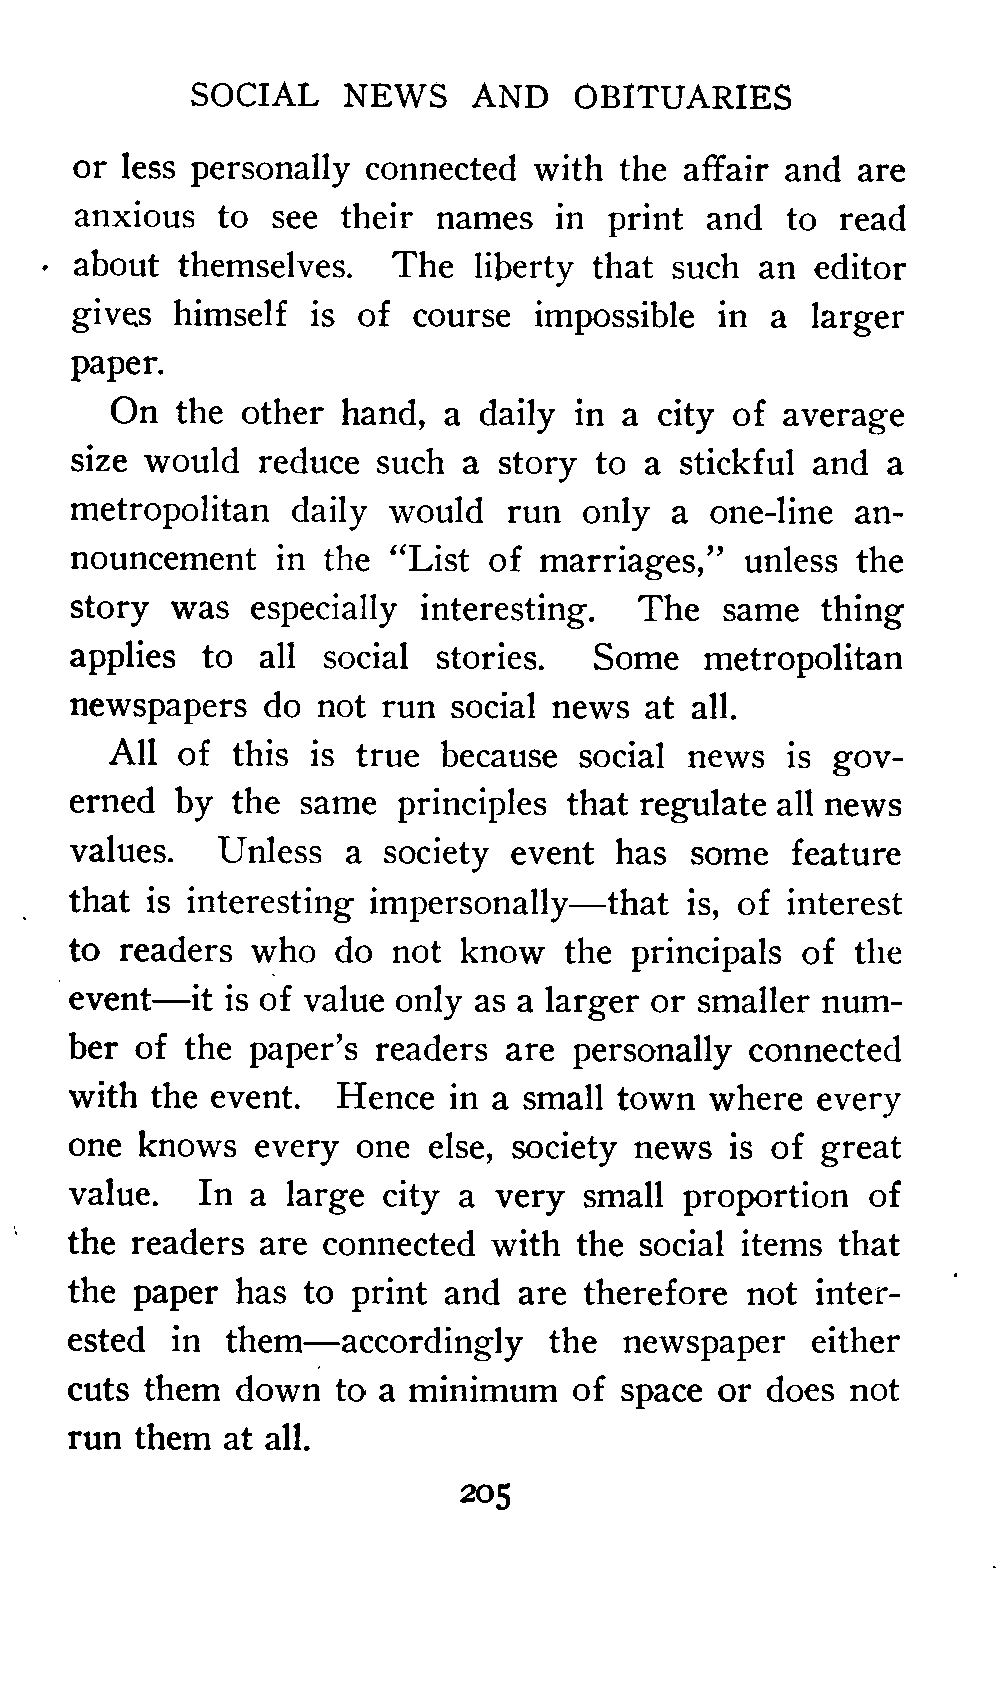 SOCIAL NEWS AND OBITUARIES
or less personally connected with the affair and are
anxious to see their names in print and to read
about themselves. The liberty that such an editor
gives himself is of course impossible in a larger
paper.
On the other hand, a daily in a city of average
size would reduce such a story to a stickful and a
metropolitan daily would run only a one-line an-
nouncement in the “List of marriages,” unless the
story was especially interesting. The same thing
applies to all social stories. Some metropolitan
newspapers do not run social news at all.
All of this is true because social news is gov-
erned by the same principles that regulate all news
values. Unless a society event has some feature
that is interesting impersonally—that is, of interest
to readers who do not know the principals of the
event—it is of value only as a larger or smaller num-
ber of the paper’s readers are personally connected
with the event. Hence in a small town where every
one knows every one else, society news is of great
value. In a large city a very small proportion of
the readers are connected with the social items that
the paper has to print and are therefore not inter-
ested in them—accordingly the newspaper either
cuts them down to a minimum of space or does not
run them at all.
205